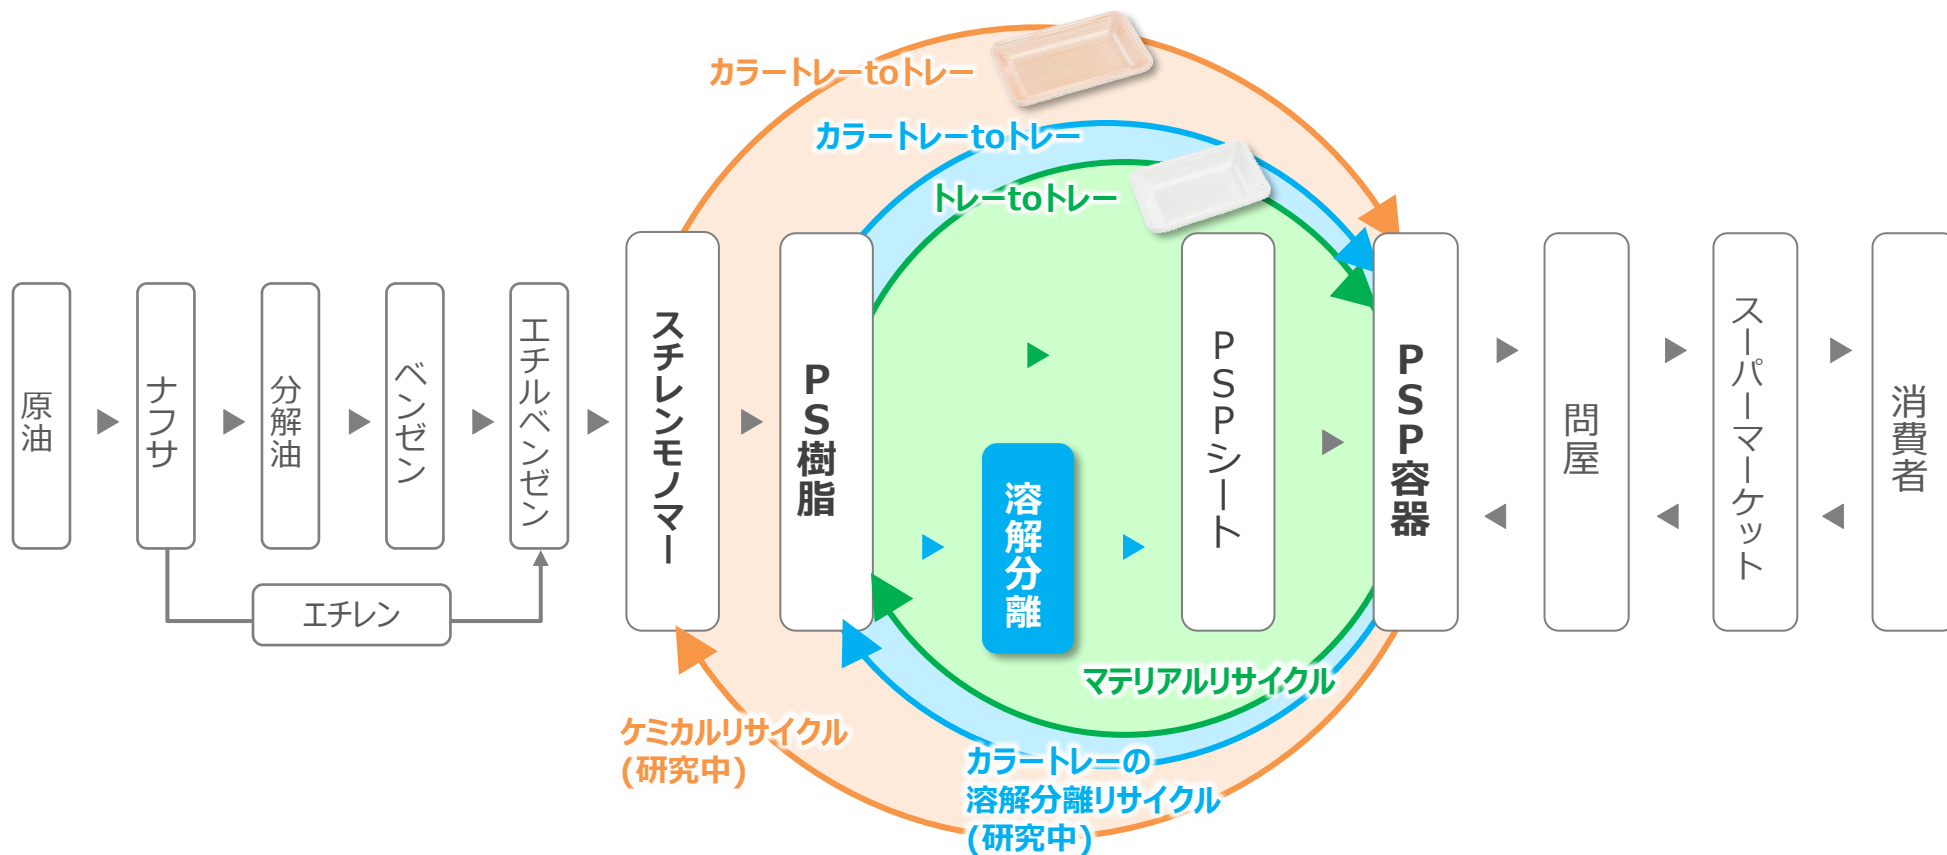 カラートレーtoトレー
カラートレーtoトレー
トレーtoトレー
原油
ナフサ
分解油
ベンゼン
エチルベンゼン
エチレン
スチレンモノマー
PS樹脂
溶解分離
PSPシート
PSP容器
問屋
スーパーマーケット
消費者
マテリアルリサイクル
ケミカルリサイクル
(研究中)
カラートレーの
溶解分離リサイクル
(研究中)